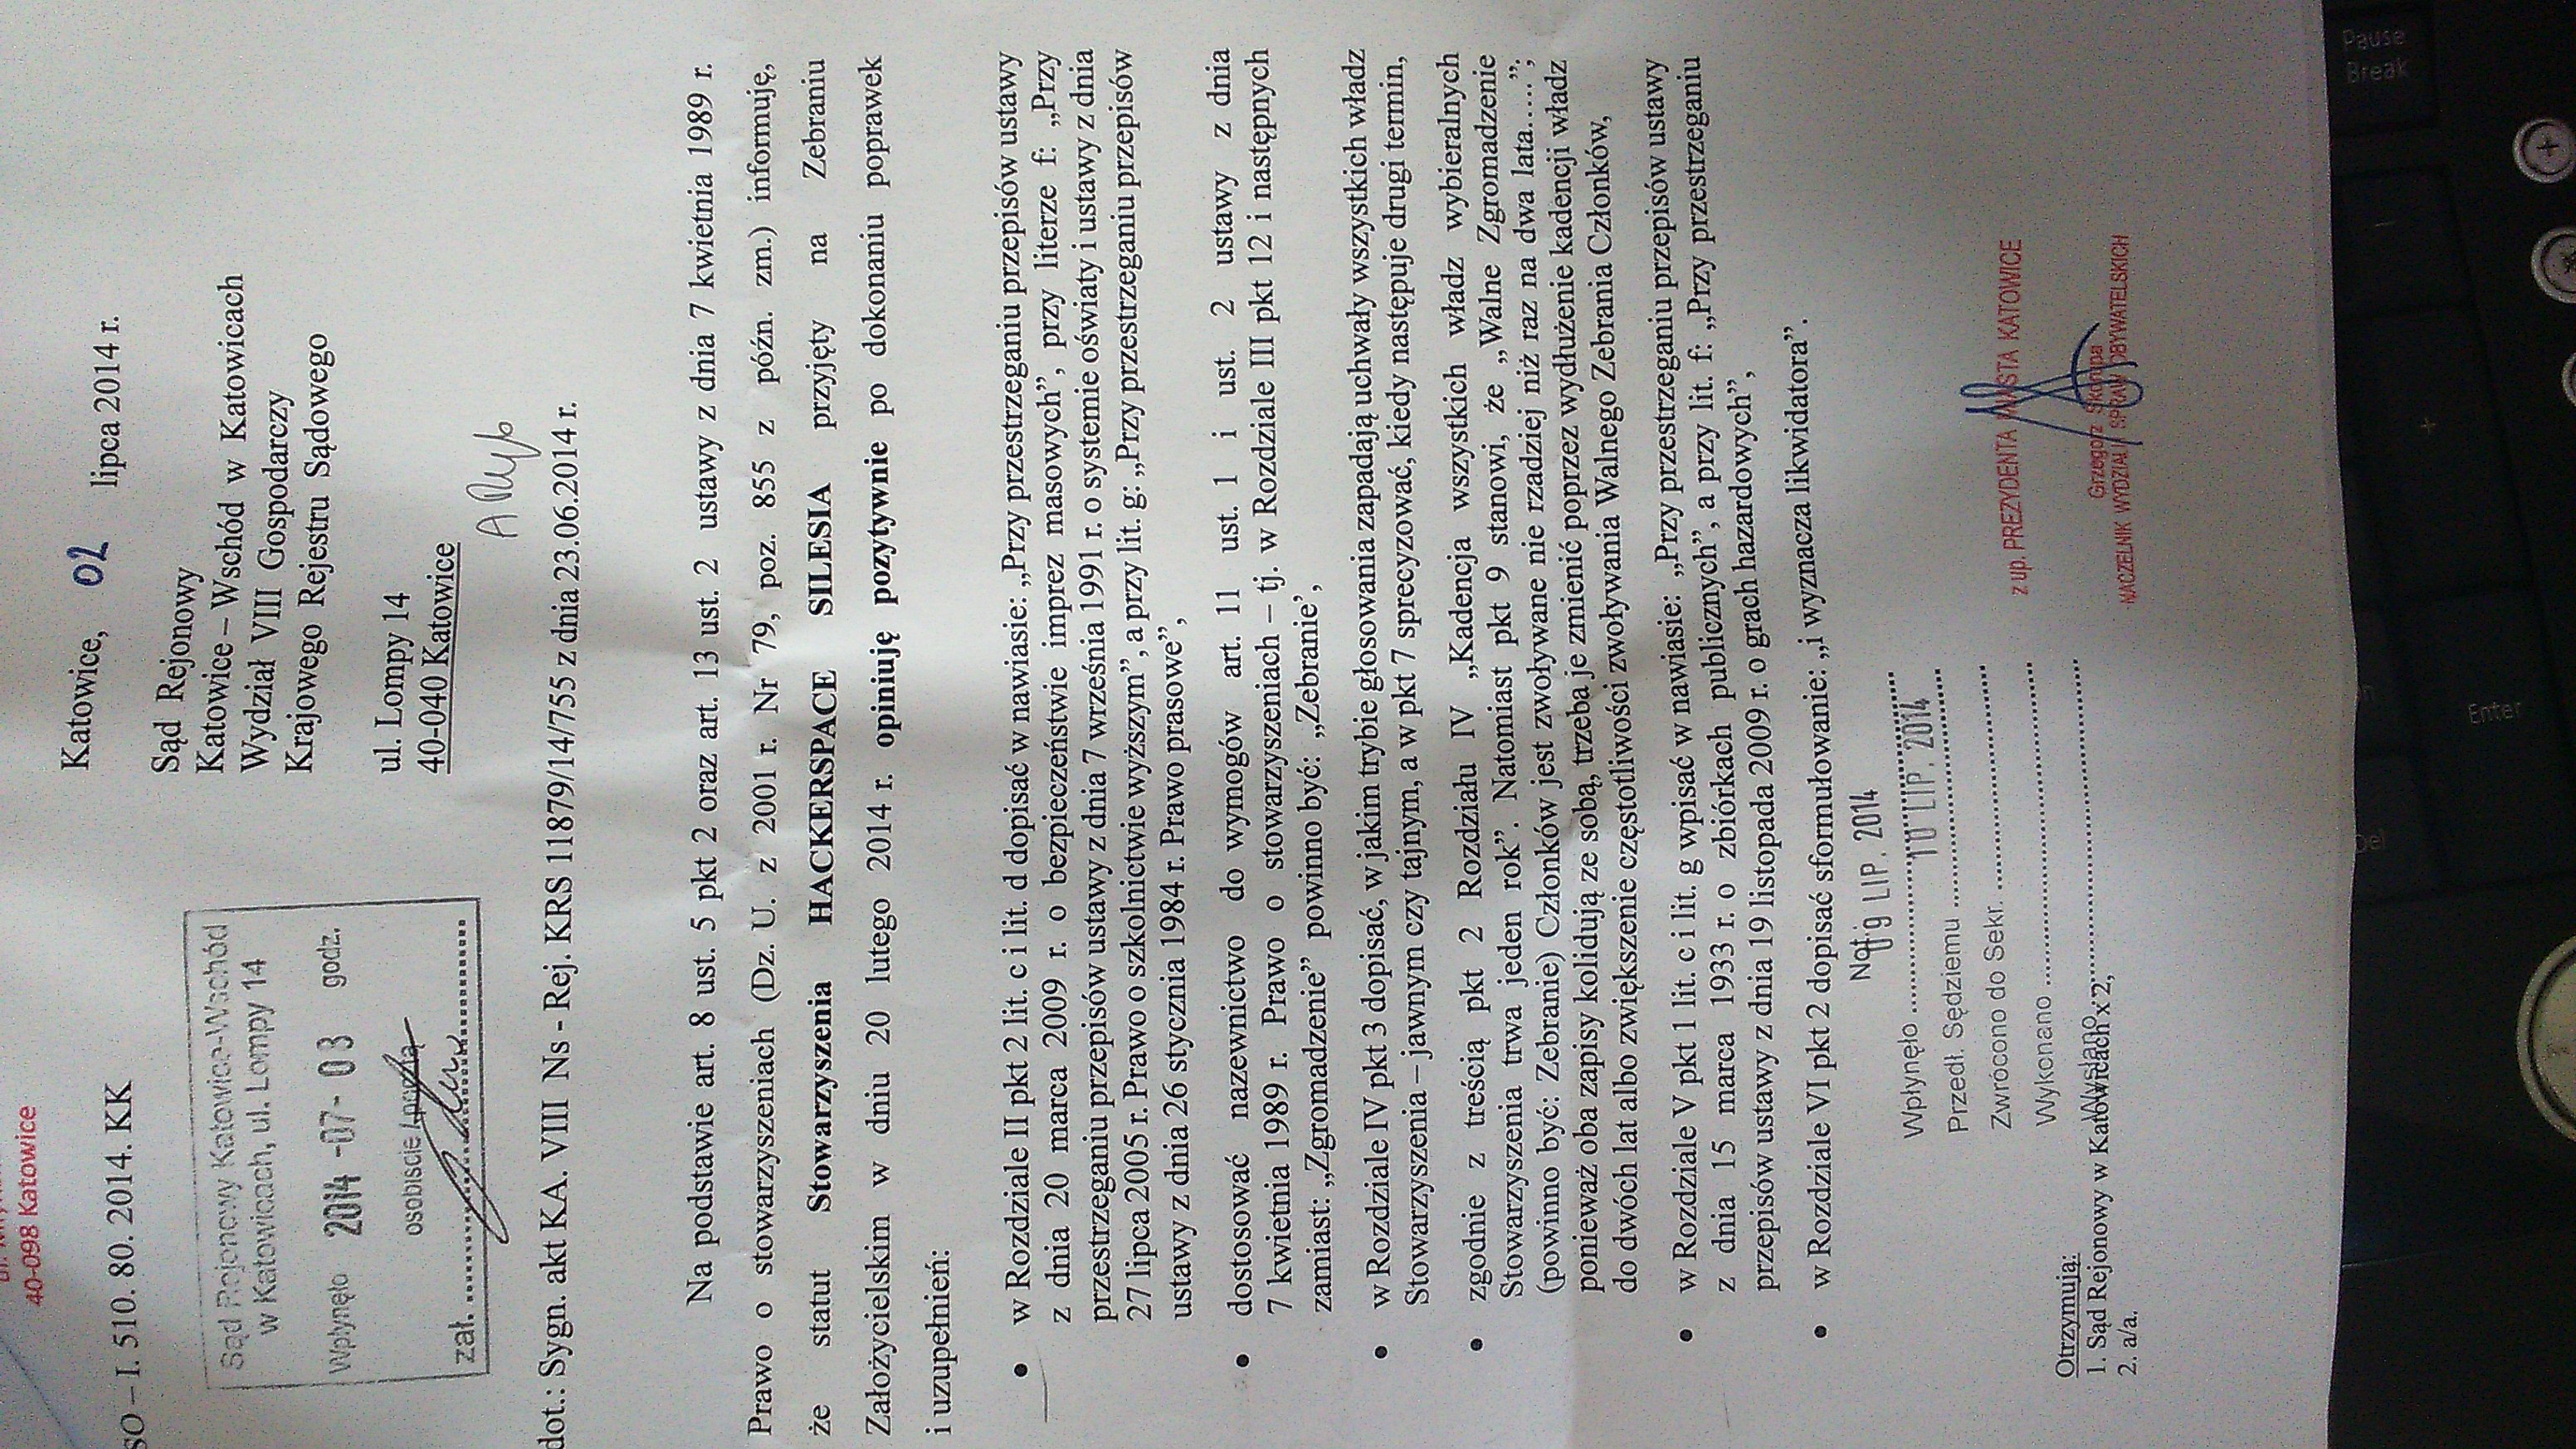 40-098 Katowice
Katowice, 02 lipca 2014 r.
SO – I. 510. 80. 2014. KK
Sąd Rejonowy Katowice-Wschód
w Katowicach, ul. Lompy 14
Wpłynęło 2014 -07- 03 godz.
osobiście / pocztą
zał.
Sąd Rejonowy
Katowice – Wschód w Katowicach
Wydział VIII Gospodarczy
Krajowego Rejestru Sądowego
ul. Lompy 14
40-040 Katowice
dot.: Sygn. akt KA. VIII Ns - Rej. KRS 11879/14/755 z dnia 23.06.2014 r.
Na podstawie art. 8 ust. 5 pkt 2 oraz art. 13 ust. 2 ustawy z dnia 7 kwietnia 1989 r.
Prawo o stowarzyszeniach (Dz. U. z 2001 r. Nr 79, poz. 855 z późn. zm.) informuję,
że statut Stowarzyszenia HACKERSPACE SILESIA przyjęty na Zebraniu
Założycielskim w dniu 20 lutego 2014 r. opiniuję pozytywnie po dokonaniu poprawek
i uzupełnień:
• w Rozdziale II pkt 2 lit. c i lit. d dopisać w nawiasie: „Przy przestrzeganiu przepisów ustawy
z dnia 20 marca 2009 r. o bezpieczeństwie imprez masowych”, przy literze f: „Przy
przestrzeganiu przepisów ustawy z dnia 7 września 1991 r. o systemie oświaty i ustawy z dnia
27 lipca 2005 r. Prawo o szkolnictwie wyższym”, a przy lit. g: „Przy przestrzeganiu przepisów
ustawy z dnia 26 stycznia 1984 r. Prawo prasowe”,
• dostosować nazewnictwo do wymogów art. 11 ust. 1 i ust. 2 ustawy z dnia
7 kwietnia 1989 r. Prawo o stowarzyszeniach – tj. w Rozdziale III pkt 12 i następnych
zamiast: „Zgromadzenie” powinno być: „Zebranie’,
• w Rozdziale IV pkt 3 dopisać, w jakim trybie głosowania zapadają uchwały wszystkich władz
Stowarzyszenia – jawnym czy tajnym, a w pkt 7 sprecyzować, kiedy następuje drugi termin,
• zgodnie z treścią pkt 2 Rozdziału IV „Kadencja wszystkich władz wybieralnych
Stowarzyszenia trwa jeden rok”. Natomiast pkt 9 stanowi, że „Walne Zgromadzenie
(powinno być: Zebranie) Członków jest zwoływane nie rzadziej niż raz na dwa lata…..”;
ponieważ oba zapisy kolidują ze sobą, trzeba je zmienić poprzez wydłużenie kadencji władz
do dwóch lat albo zwiększenie częstotliwości zwoływania Walnego Zebrania Członków,
• w Rozdziale V pkt 1 lit. c i lit. g wpisać w nawiasie: „Przy przestrzeganiu przepisów ustawy
z dnia 15 marca 1933 r. o zbiórkach publicznych”, a przy lit. f: „Przy przestrzeganiu
przepisów ustawy z dnia 19 listopada 2009 r. o grach hazardowych”,
• w Rozdziale VI pkt 2 dopisać sformułowanie: „i wyznacza likwidatora”.
Not.:
Wpłynęło 09 LIP. 2014
Przedł. Sędziemu 10 LIP. 2014
Zwrócono do Sekr.
Wykonano
Wysłano
z up. PREZYDENTA MIASTA KATOWICE
Grzegorz Skorupa
NACZELNIK WYDZIAŁU SPRAW OBYWATELSKICH
Otrzymują:
1. Sąd Rejonowy w Katowicach x 2,
2. a/a.
Del
Pause
Break
Enter
+
-